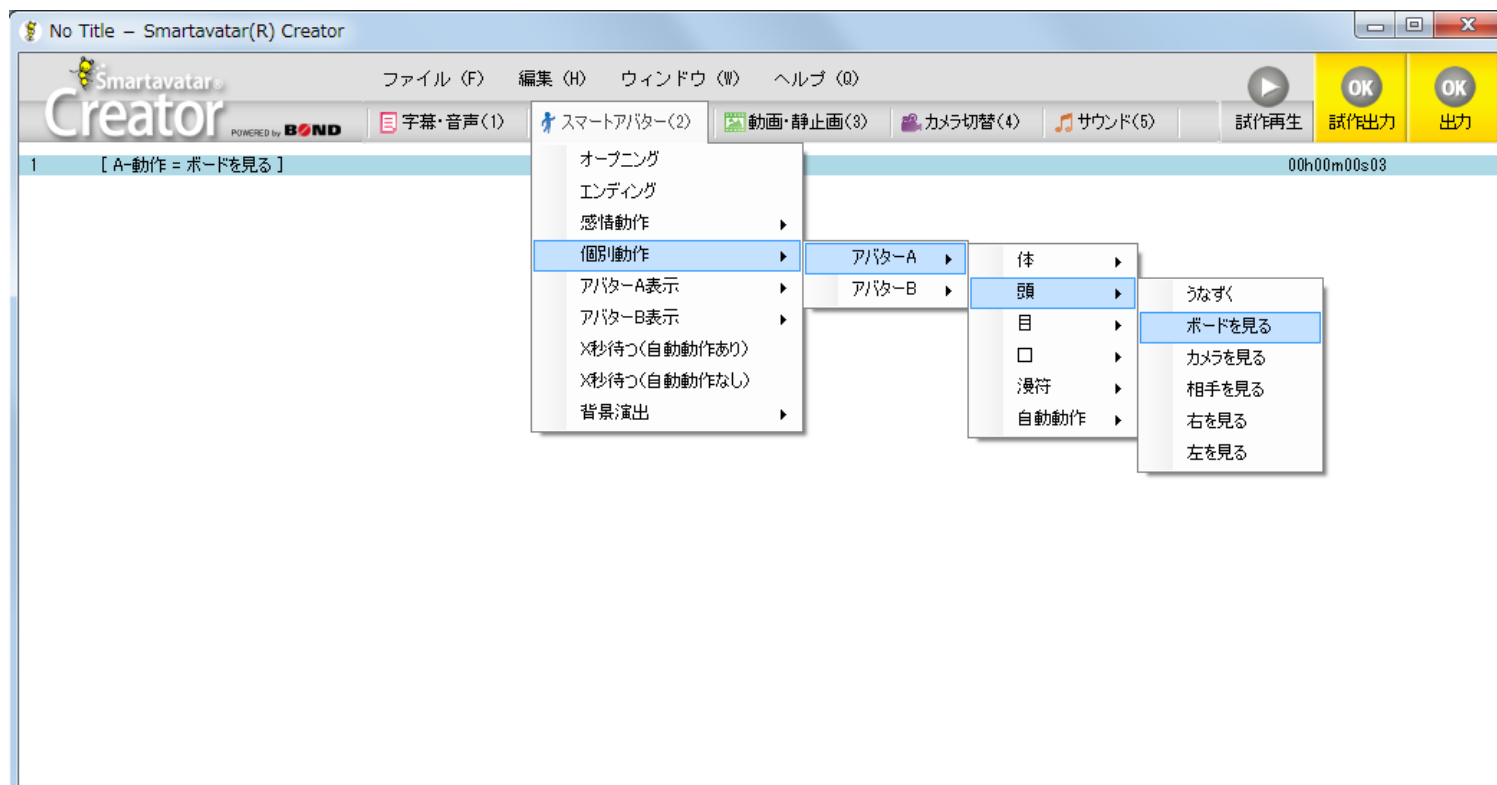 No Title – Smartavatar(R) Creator
Smartavatar®
Creator POWERED by BOND
ファイル (F) 編集 (H) ウィンドウ (W) ヘルプ (Q)
字幕・音声(1) スマートアバター(2) 動画・静止画(3) カメラ切替(4) サウンド(5)
試作再生
OK
試作出力
OK
出力
1 [ A-動作 = ボードを見る ] 00h00m00s03
オープニング
エンディング
感情動作
個別動作
アバターA表示
アバターB表示
X秒待つ(自動動作あり)
X秒待つ(自動動作なし)
背景演出
アバターA
アバターB
体
頭
目
口
漫符
自動動作
うなずく
ボードを見る
カメラを見る
相手を見る
右を見る
左を見る